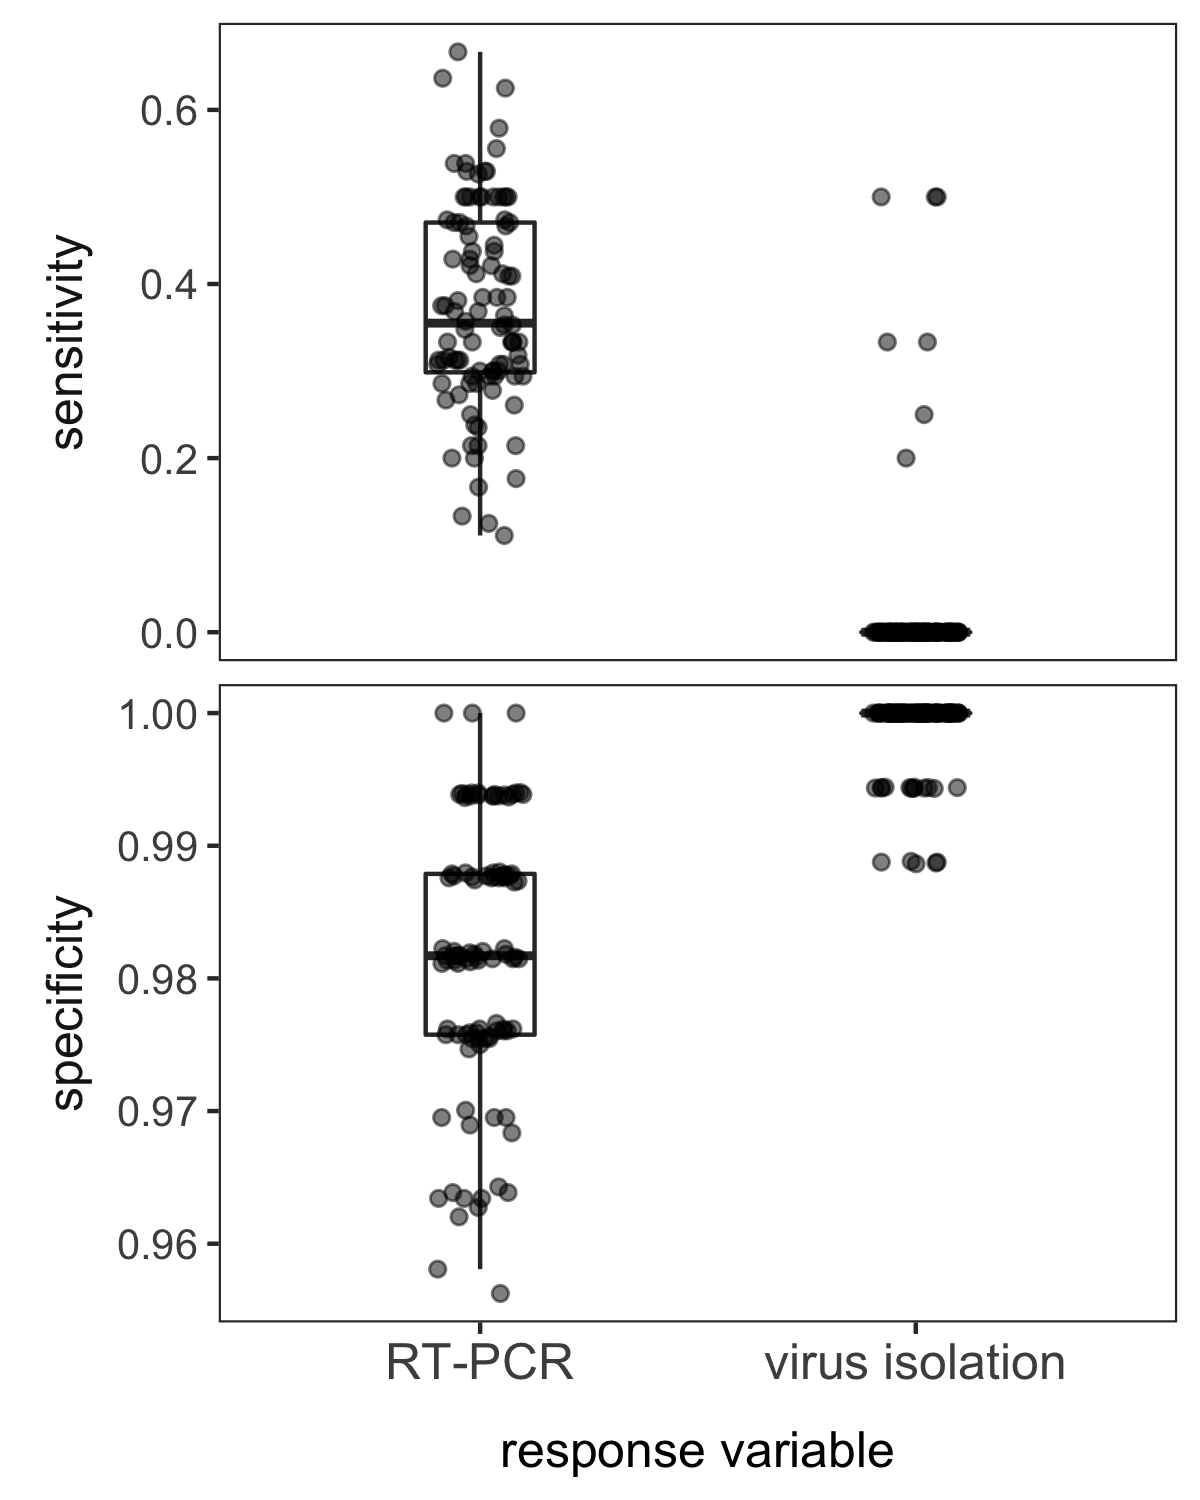 sensitivity
0.6
0.4
0.2
0.0
specificity
1.00
0.99
0.98
0.97
0.96
RT-PCR
virus isolation
response variable